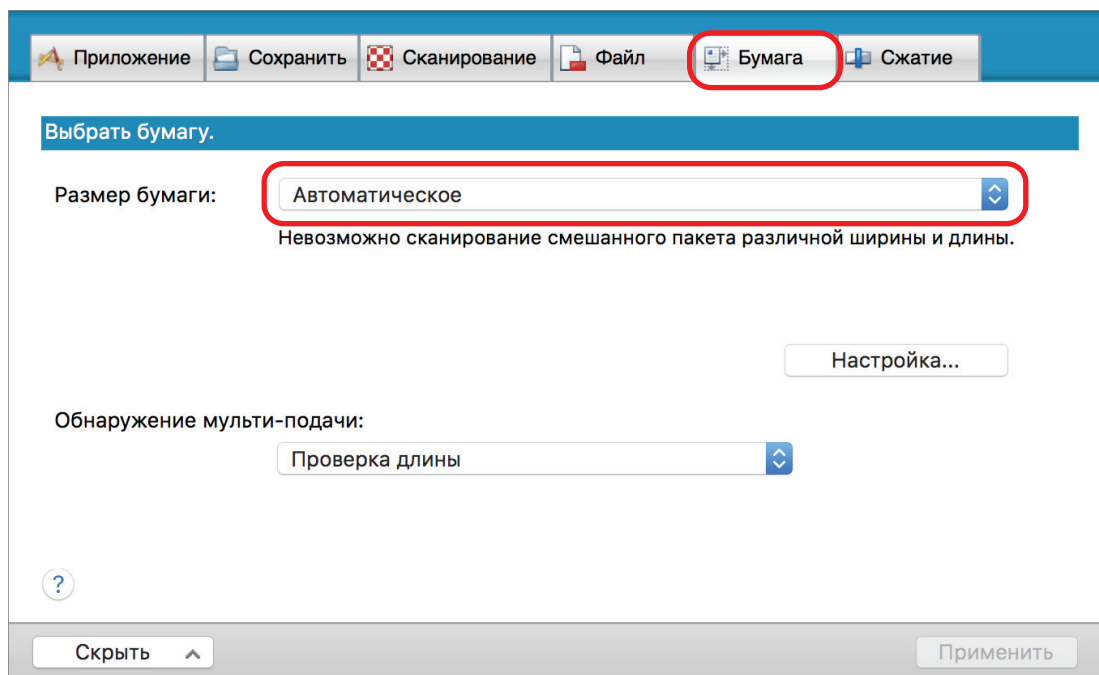 Приложение Сохранить Сканирование Файл Бумага Сжатие
Выбрать бумагу.
Размер бумаги: Автоматическое
Невозможно сканирование смешанного пакета различной ширины и длины.
Настройка...
Обнаружение мульти-подачи:
Проверка длины
?
Скрыть Применить